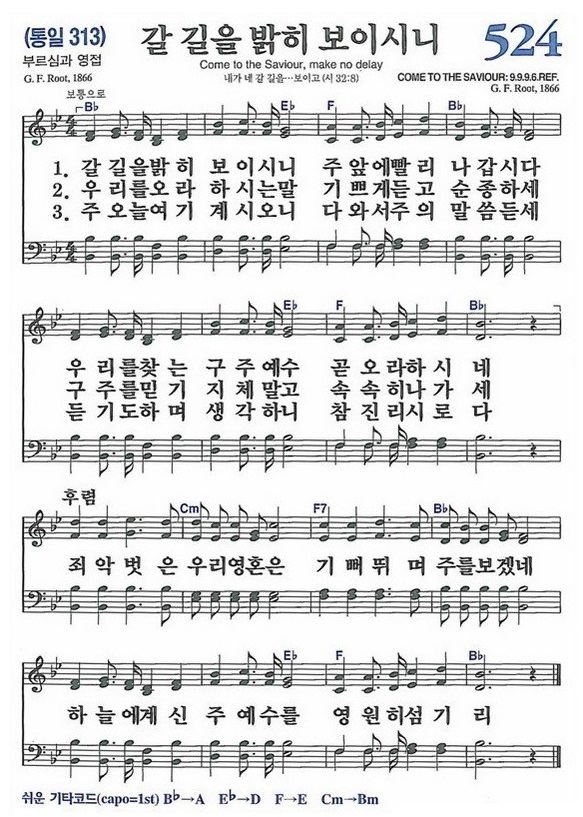 (통일 313)
갈 길을 밝히 보이시니
524
부르심과 영접
Come to the Saviour, make no delay
G. F. Root, 1866
내가 네 갈 길을…보이고 (시 32:8)
COME TO THE SAVIOUR: 9.9.9.6.REF.
G. F. Root, 1866
보통으로
B♭ E♭ F B♭
1. 갈 길을밝 히 보 이시니 주 앞에빨 리 나 갑시다
2. 우 리를오 라 하 시는말 기 쁘게듣 고 순 종하세
3. 주 오늘여 기 계 시오니 다 와서주 의 말 씀듣세
E♭ F B♭
우 리를찾 는 구 주예수 곧 오 라하 시 네
구 주를믿 기 지 체말고 속 속 히나 가 세
듣 기도하 며 생 각하니 참 진 리시 로 다
후렴
Cm F7 B♭
죄 악 벗 은 우리영혼은 기 뻐 뛰 며 주를보겠네
E♭ F B♭
하 늘에계 신 주 예수를 영 원히섬 기 리
쉬운 기타코드(capo=1st) B♭→A E♭→D F→E Cm→Bm